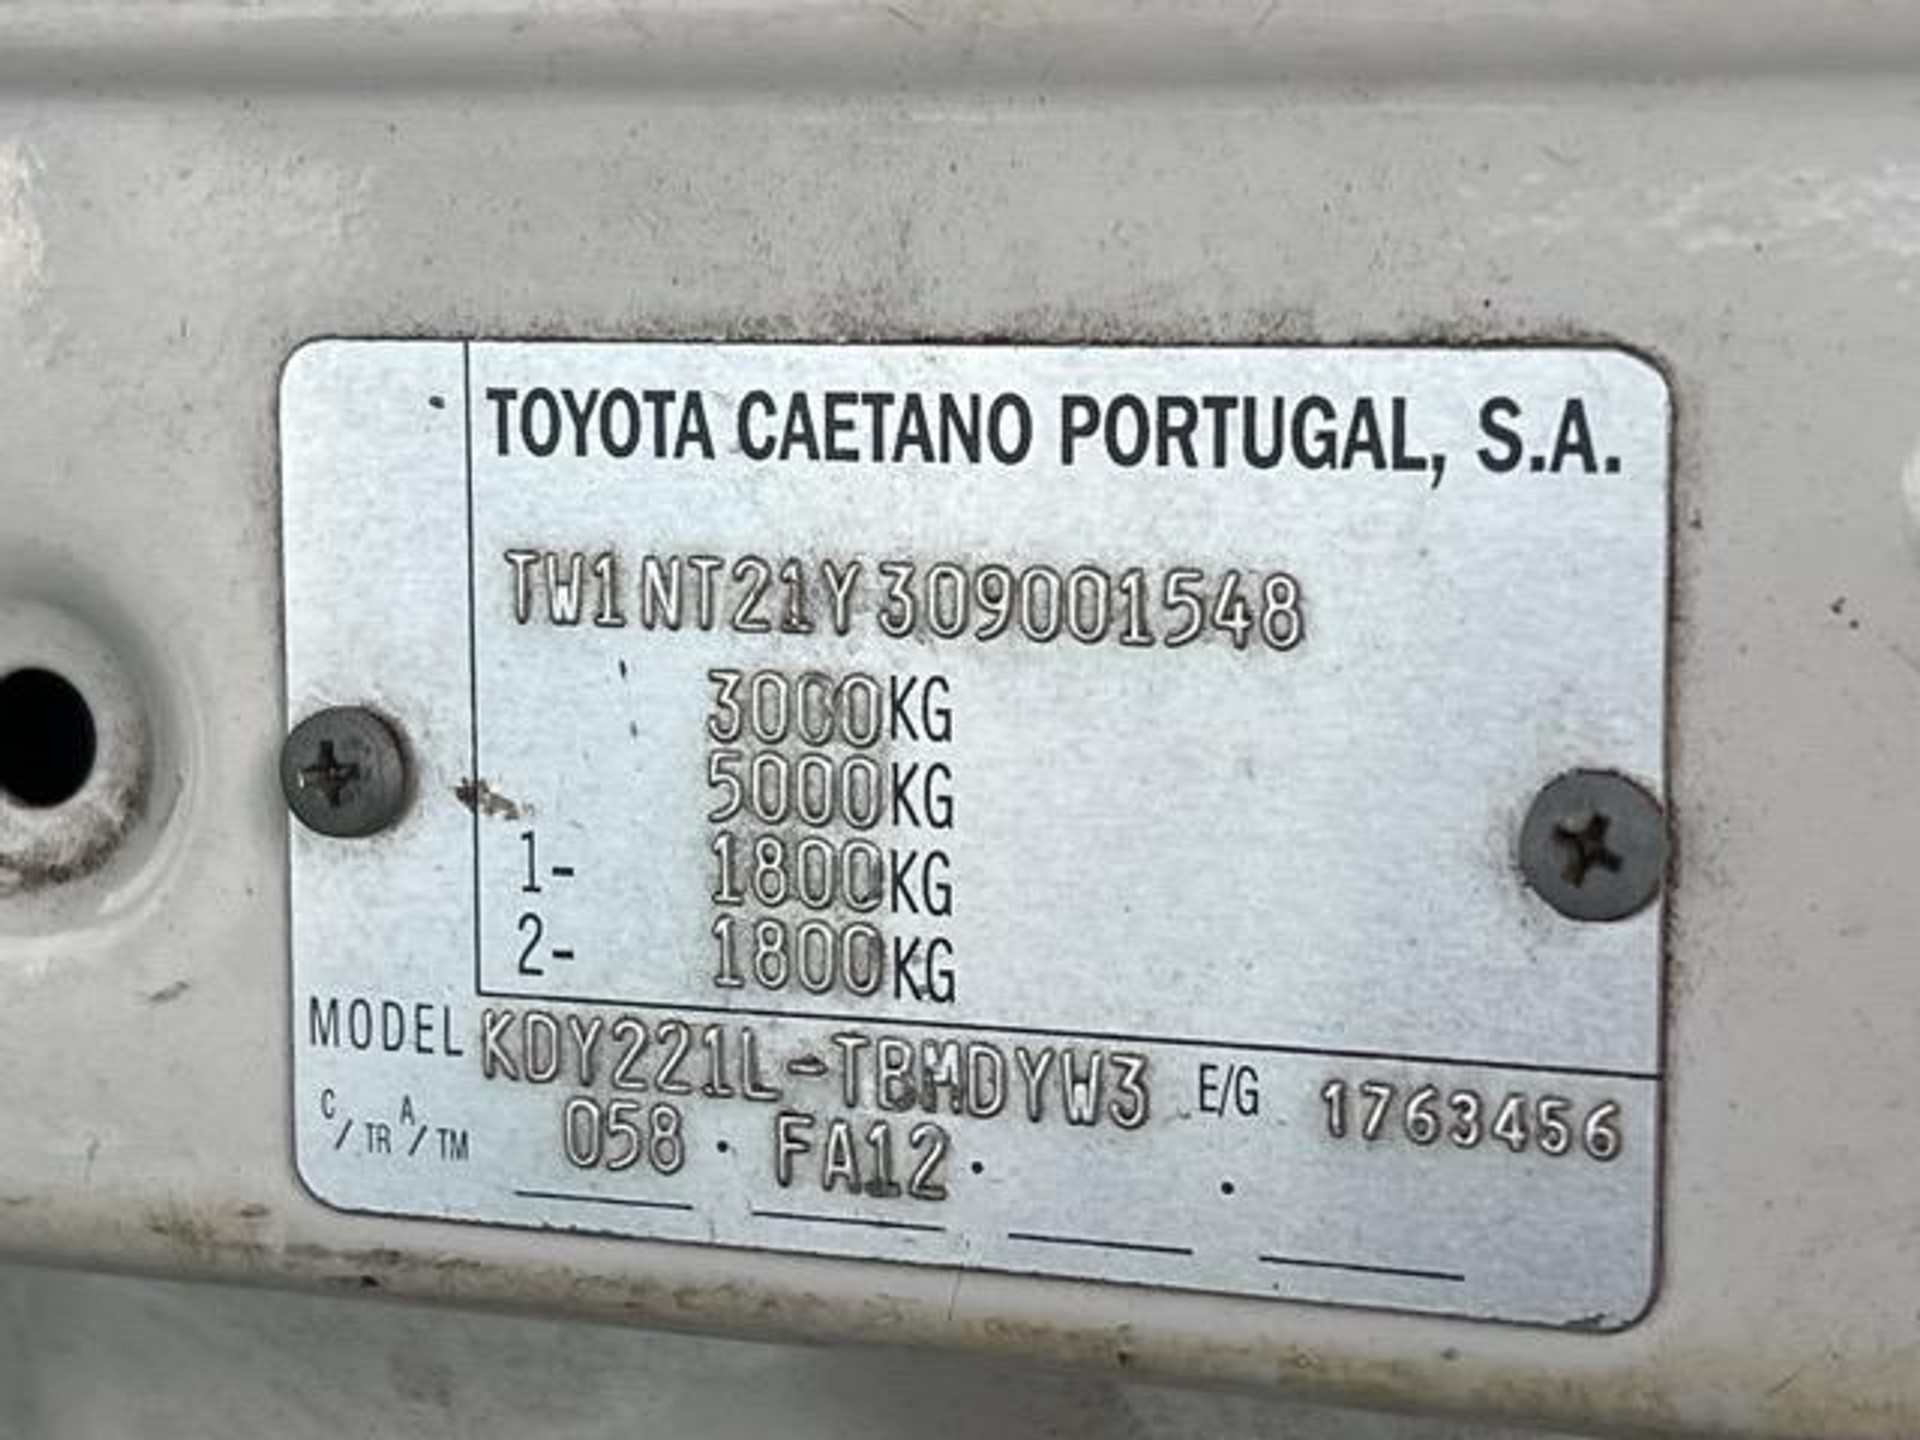 TOYOTA CAETANO PORTUGAL, S.A.
TW1NT21Y309001548
3000KG
5000KG
1- 1800KG
2- 1800KG
MODEL KDY221L-TBMDYW3 E/G 1763456
C/TR A/TM 058 · FA12 · ·